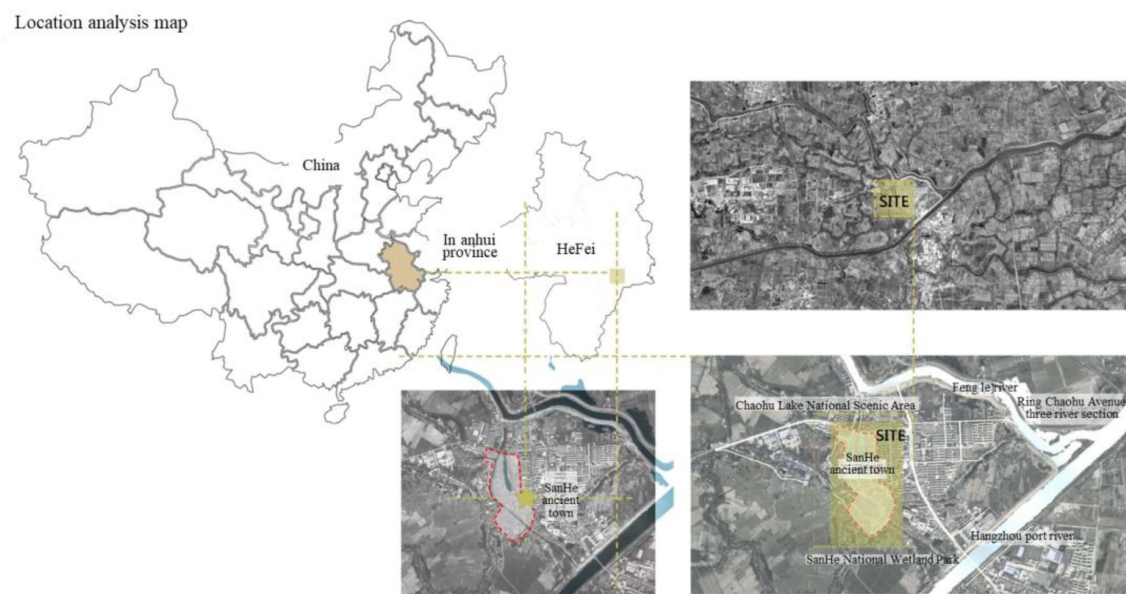 Location analysis map
China
In anhui
province
HeFei
SITE
SanHe
ancient
town
Feng le river
Chaohu Lake National Scenic Area
Ring Chaohu Avenue
three river section
SITE
SanHe
ancient town
Hangzhou port river
SanHe National Wetland Park